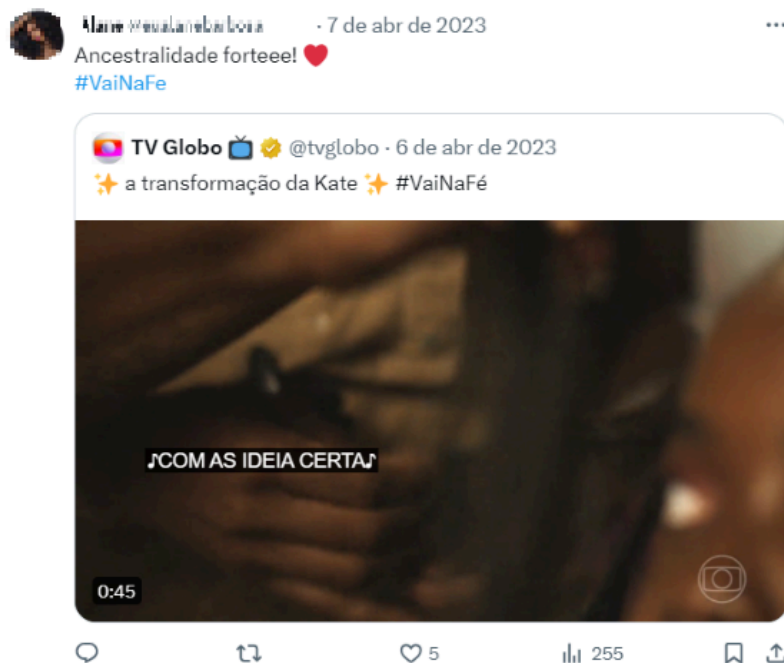 · 7 de abr de 2023
Ancestralidade forteee! ❤️
#VaiNaFe
TV Globo 📺 @tvglobo · 6 de abr de 2023
✨ a transformação da Kate ✨ #VaiNaFé
♪COM AS IDEIA CERTA♪
0:45
5 255